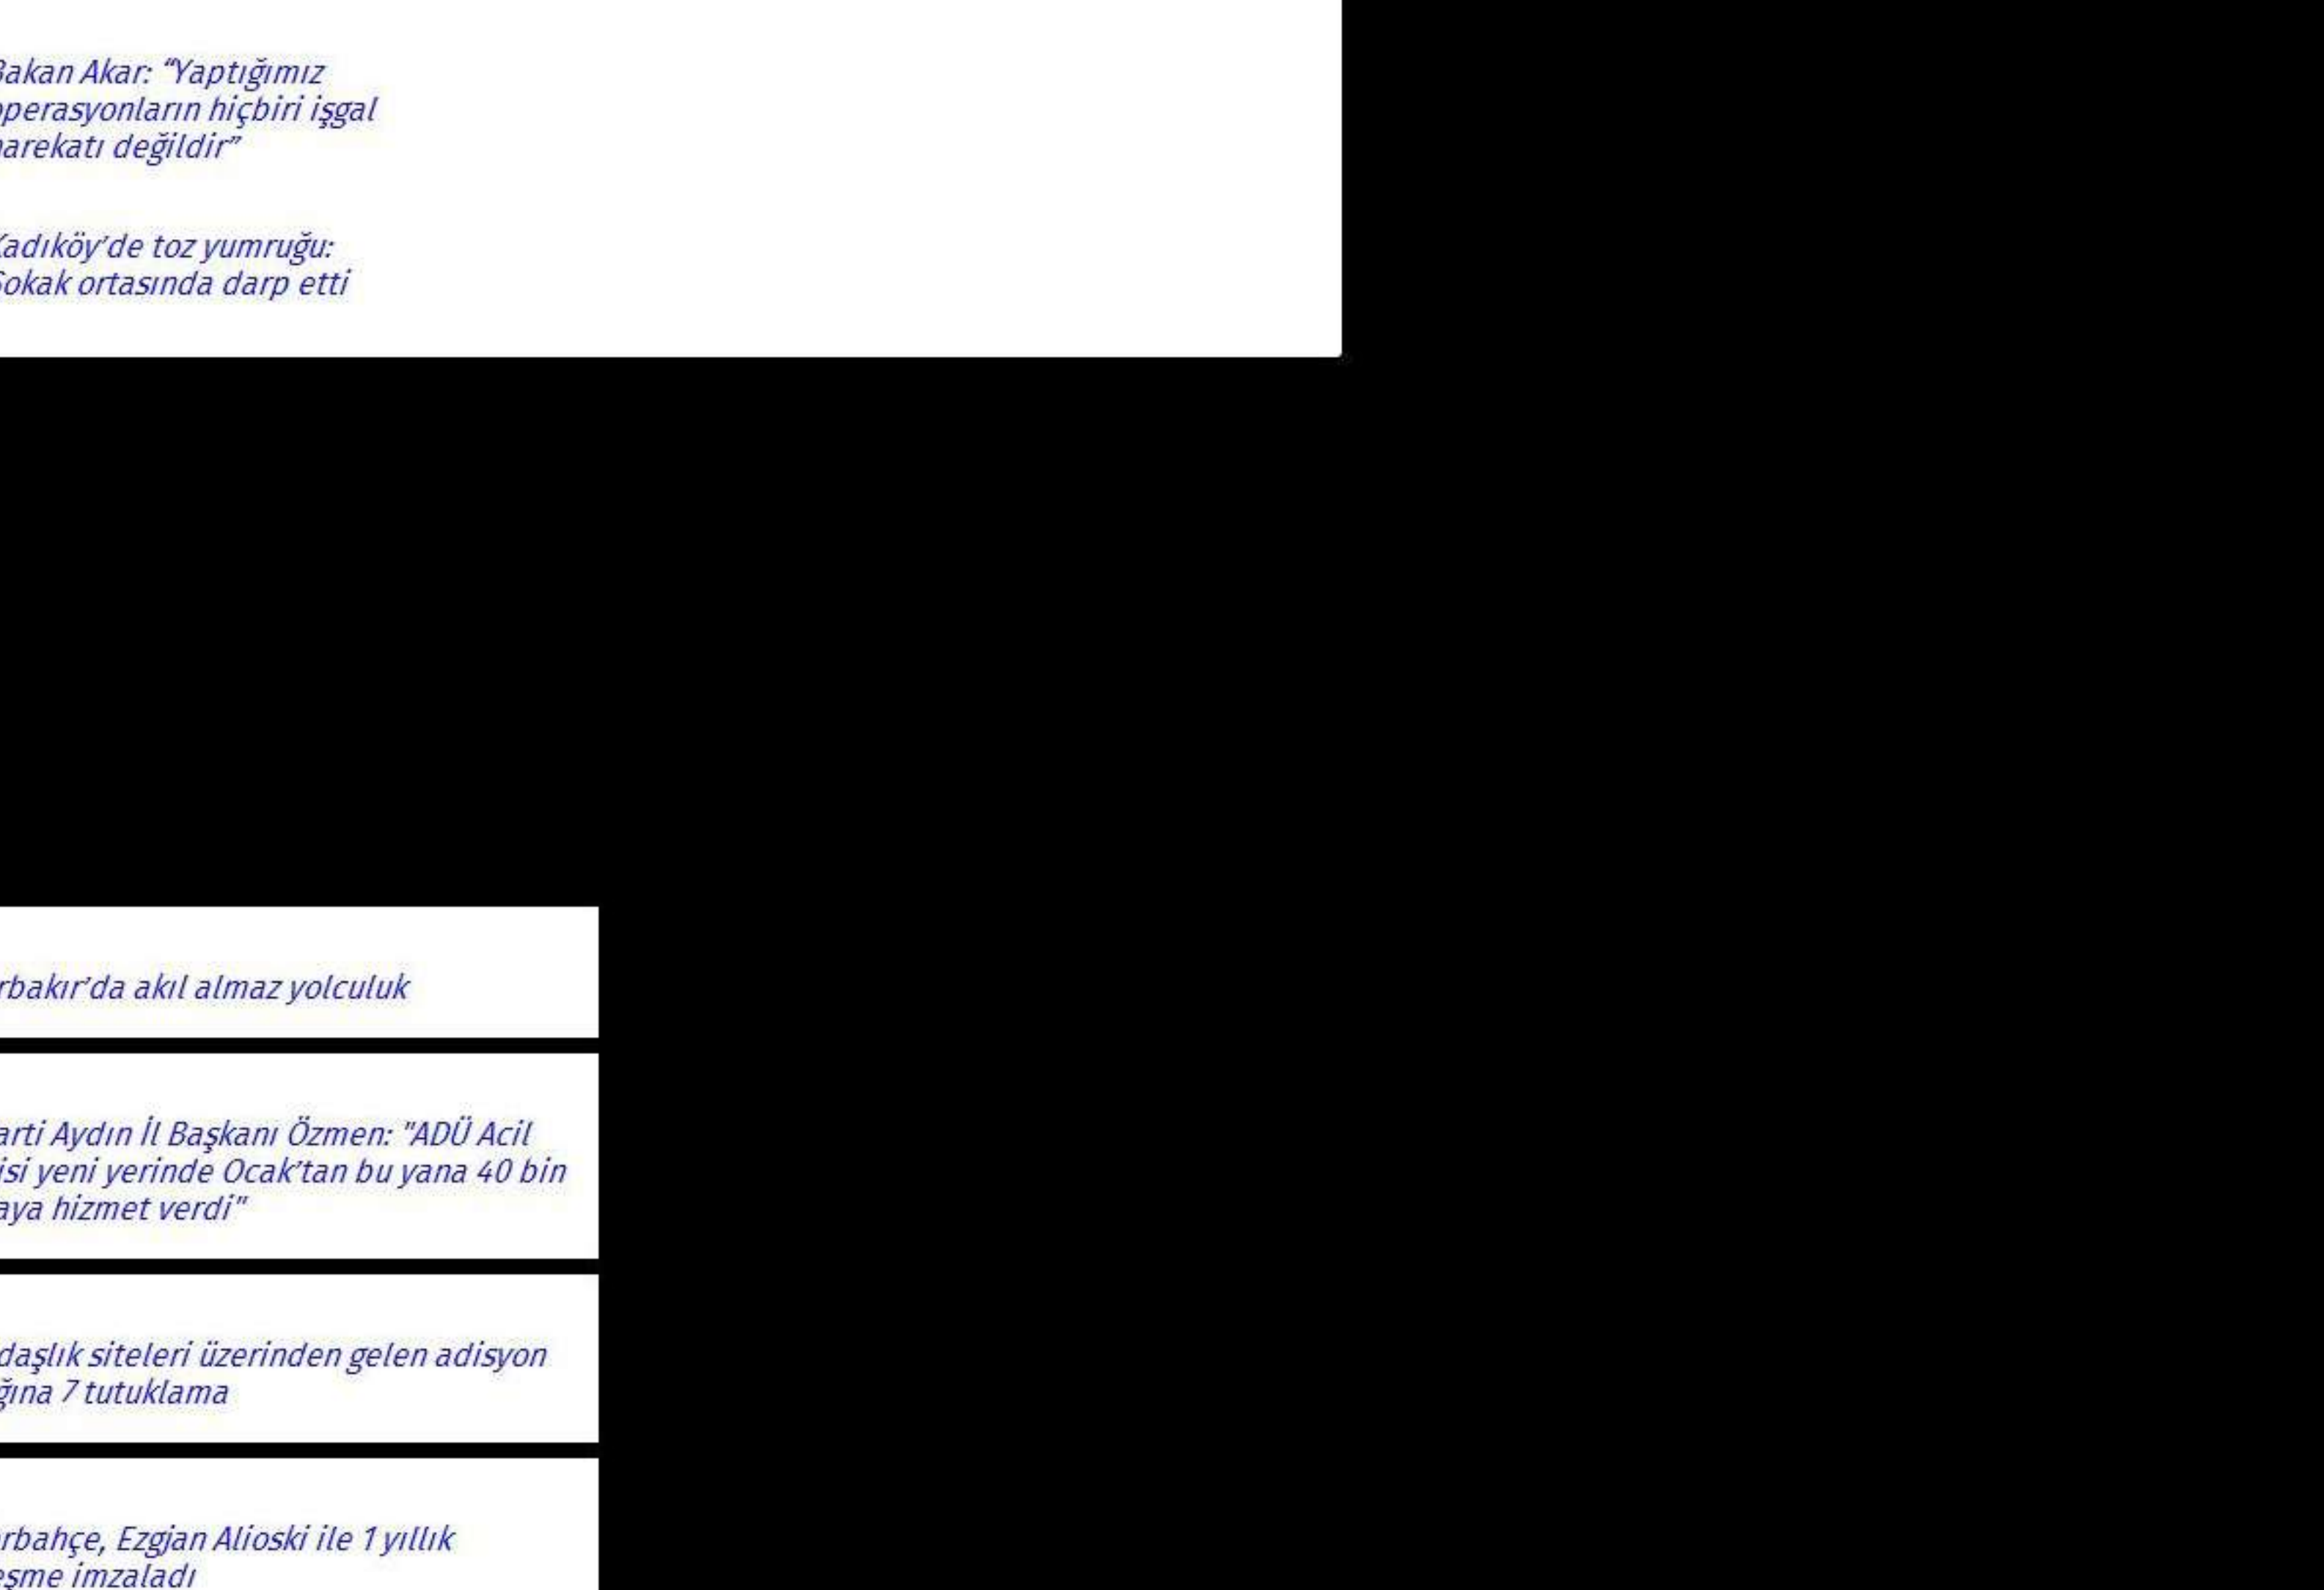 Bakan Akar: “Yaptığımız
operasyonların hiçbiri işgal
harekatı değildir”
Kadıköy’de toz yumruğu:
Sokak ortasında darp etti
rbakır’da akıl almaz yolculuk
arti Aydın İl Başkanı Özmen: "ADÜ Acil
isi yeni yerinde Ocak’tan bu yana 40 bin
aya hizmet verdi"
daşlık siteleri üzerinden gelen adisyon
ğına 7 tutuklama
rbahçe, Ezgjan Alioski ile 1 yıllık
eşme imzaladı